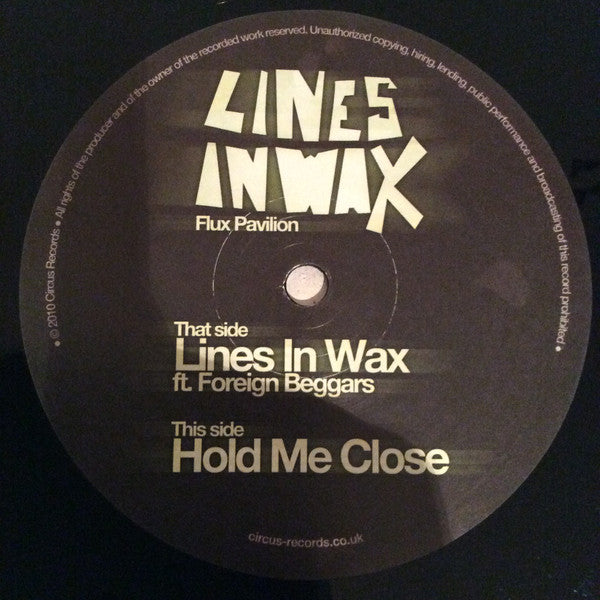 © 2010 Circus Records ● All rights of the producer and of the owner of the recorded work reserved. Unauthorized copying, hiring, lending, public performance and broadcasting of this record prohibited ●
LINES
IN WAX
Flux Pavilion
That side
Lines In Wax
ft. Foreign Beggars
This side
Hold Me Close
circus-records.co.uk